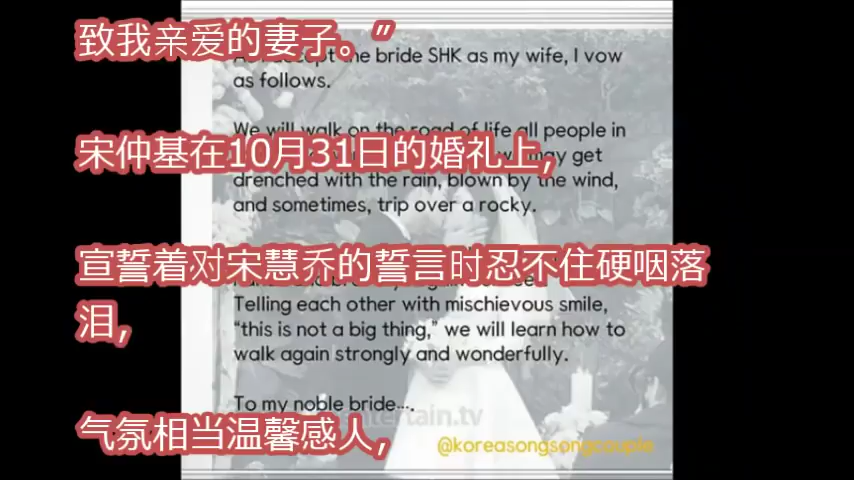 致我亲爱的妻子。”
the bride SHK as my wife, I vow
as follows.
We will walk on the road of life all people in
宋仲基在10月31日的婚礼上，
may get
drenched with the rain, blown by the wind,
and sometimes, trip over a rocky.
宣誓着对宋慧乔的誓言时忍不住硬咽落
泪，
Telling each other with mischievous smile,
“this is not a big thing,” we will learn how to
walk again strongly and wonderfully.
To my noble bride….
气氛相当温馨感人，
entertain.tv
@koreasongsongcouple